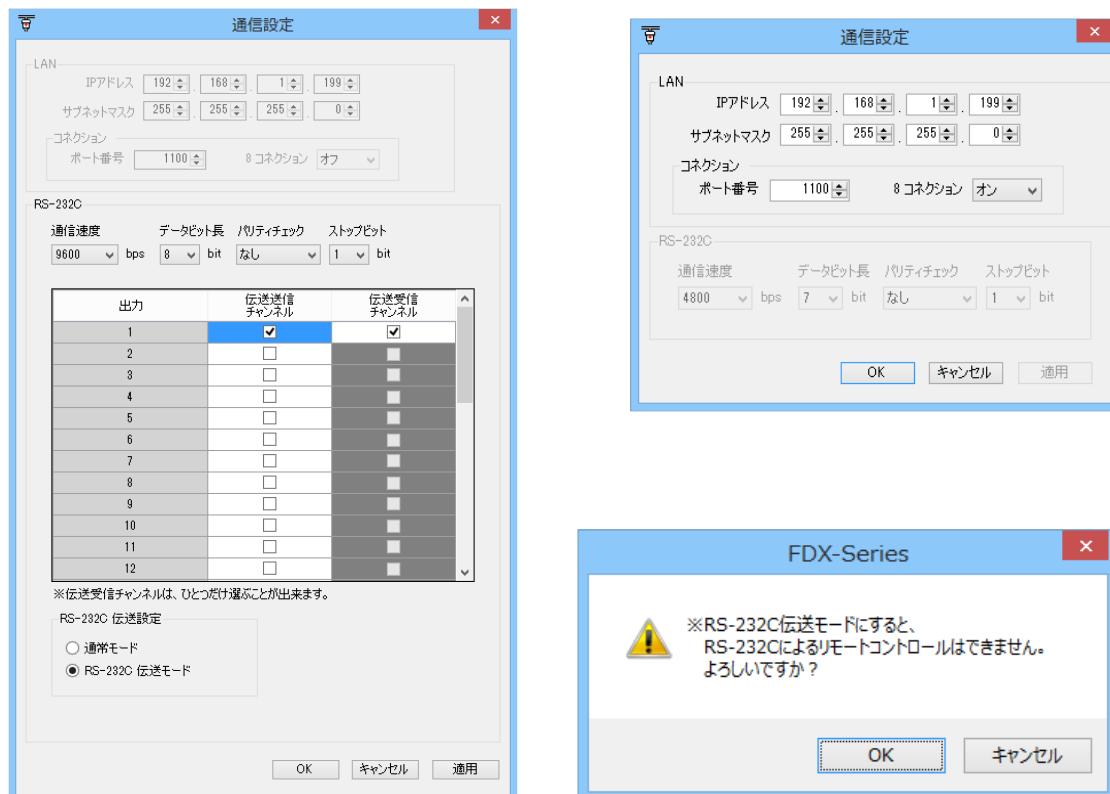 通信設定
LAN
IPアドレス 192 . 168 . 1 . 199
サブネットマスク 255 . 255 . 255 . 0
コネクション
ポート番号 1100 8 コネクション オフ
RS-232C
通信速度 データビット長 パリティチェック ストップビット
9600 bps 8 bit なし 1 bit
出力 伝送送信 伝送受信
チャンネル チャンネル
1
2
3
4
5
6
7
8
9
10
11
12
※伝送受信チャンネルは、ひとつだけ選ぶことが出来ます。
RS-232C 伝送設定
通常モード
RS-232C 伝送モード
OK キャンセル 適用
通信設定
LAN
IPアドレス 192 . 168 . 1 . 199
サブネットマスク 255 . 255 . 255 . 0
コネクション
ポート番号 1100 8 コネクション オン
RS-232C
通信速度 データビット長 パリティチェック ストップビット
4800 bps 7 bit なし 1 bit
OK キャンセル 適用
FDX-Series
※RS-232C伝送モードにすると、
RS-232Cによるリモートコントロールはできません。
よろしいですか？
OK キャンセル